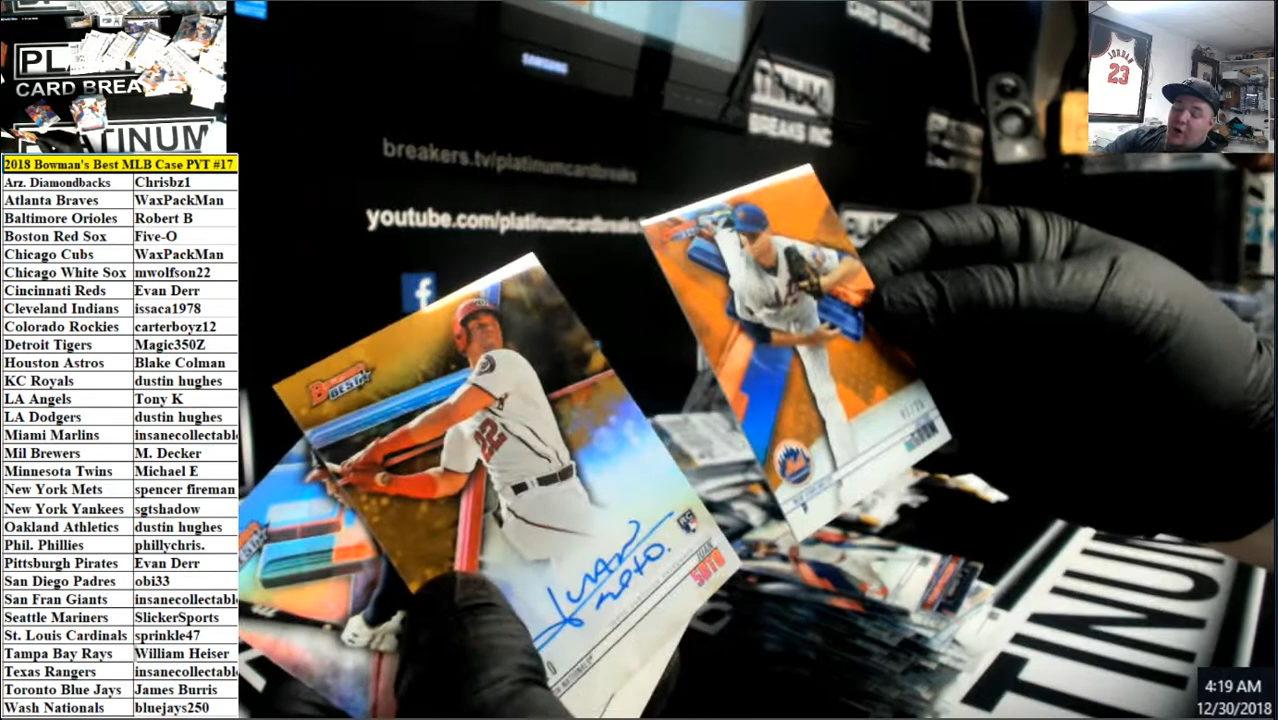 PL
CARD BREA
TINUM
2018 Bowman's Best MLB Case PYT #17
Arz. Diamondbacks Chrisbz1
Atlanta Braves WaxPackMan
Baltimore Orioles Robert B
Boston Red Sox Five-O
Chicago Cubs WaxPackMan
Chicago White Sox mwolfson22
Cincinnati Reds Evan Derr
Cleveland Indians issaca1978
Colorado Rockies carterboyz12
Detroit Tigers Magic350Z
Houston Astros Blake Colman
KC Royals dustin hughes
LA Angels Tony K
LA Dodgers dustin hughes
Miami Marlins insanecollectabl
Mil Brewers M. Decker
Minnesota Twins Michael E
New York Mets spencer fireman
New York Yankees sgtshadow
Oakland Athletics dustin hughes
Phil. Phillies phillychris.
Pittsburgh Pirates Evan Derr
San Diego Padres obi33
San Fran Giants insanecollectabl
Seattle Mariners SlickerSports
St. Louis Cardinals sprinkle47
Tampa Bay Rays William Heiser
Texas Rangers insanecollectabl
Toronto Blue Jays James Burris
Wash Nationals bluejays250
SAMSUNG
TINUM
BREAKS INC
breakers.tv/platinumcardbreaks
youtube.com/platinumcardbreaks
f
BOWMAN'S
BEST
22
RC
JUAN
SOTO
Juan Soto.
TINUM
JORDAN
23
4:19 AM
12/30/2018